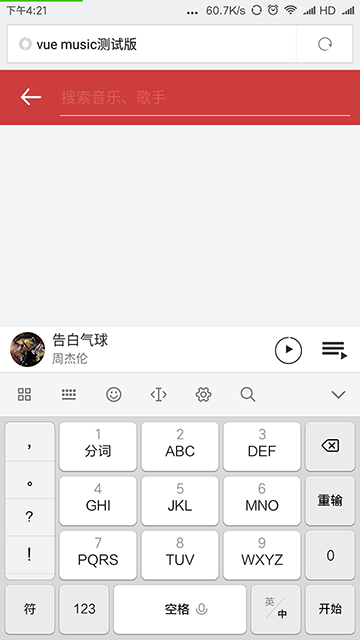 下午4:21 ... 60.7K/s HD
vue music测试版
搜索音乐、歌手
告白气球
周杰伦
， 1 分词 2 ABC 3 DEF
。 4 GHI 5 JKL 6 MNO 重输
? 7 PQRS 8 TUV 9 WXYZ 0
!
符 123 空格 英/中 开始